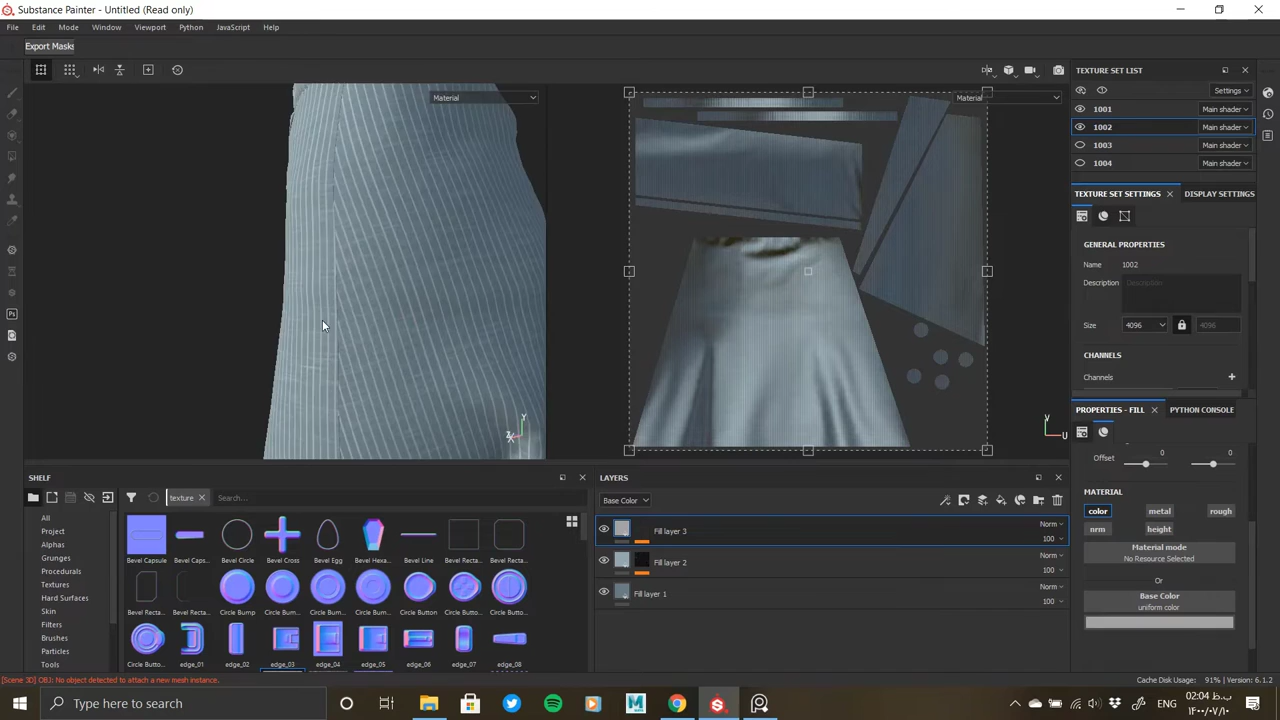 Substance Painter - Untitled (Read only)
File Edit Mode Window Viewport Python JavaScript Help
Export Masks
Material
Material
TEXTURE SET LIST
Settings
1001 Main shader
1002 Main shader
1003 Main shader
1004 Main shader
TEXTURE SET SETTINGS DISPLAY SETTINGS
GENERAL PROPERTIES
Name 1002
Description Description
Size 4096 4096
CHANNELS
Channels
PROPERTIES - FILL PYTHON CONSOLE
Offset 0 0
MATERIAL
color metal rough
nrm height
Material mode
No Resource Selected
Or
Base Color
uniform color
Y
X
V
U
SHELF
texture Search...
All
Project
Alphas
Grunges
Procedurals
Textures
Hard Surfaces
Skin
Filters
Brushes
Particles
Tools
Bevel Capsule Bevel Caps... Bevel Circle Bevel Cross Bevel Egg Bevel Hexa... Bevel Line Bevel Recta... Bevel Recta...
Bevel Recta... Bevel Recta... Circle Bump Circle Bum... Circle Bum... Circle Bum... Circle Button Circle Butto... Circle Butto...
Circle Butto... edge_01 edge_02 edge_03 edge_04 edge_05 edge_06 edge_07 edge_08
LAYERS
Base Color
Fill layer 3 Norm 100
Fill layer 2 Norm 100
Fill layer 1 Norm 100
[Scene 3D] OBJ: No object detected to attach a new mesh instance.
Cache Disk Usage: 91% | Version: 6.1.2
Type here to search
Ps
02:04 ب.ظ
۱۴۰۰/۰۷/۱۰